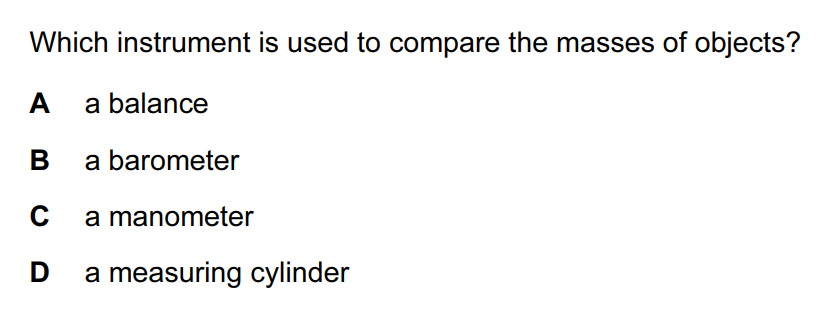 Which instrument is used to compare the masses of objects?
A a balance
B a barometer
C a manometer
D a measuring cylinder